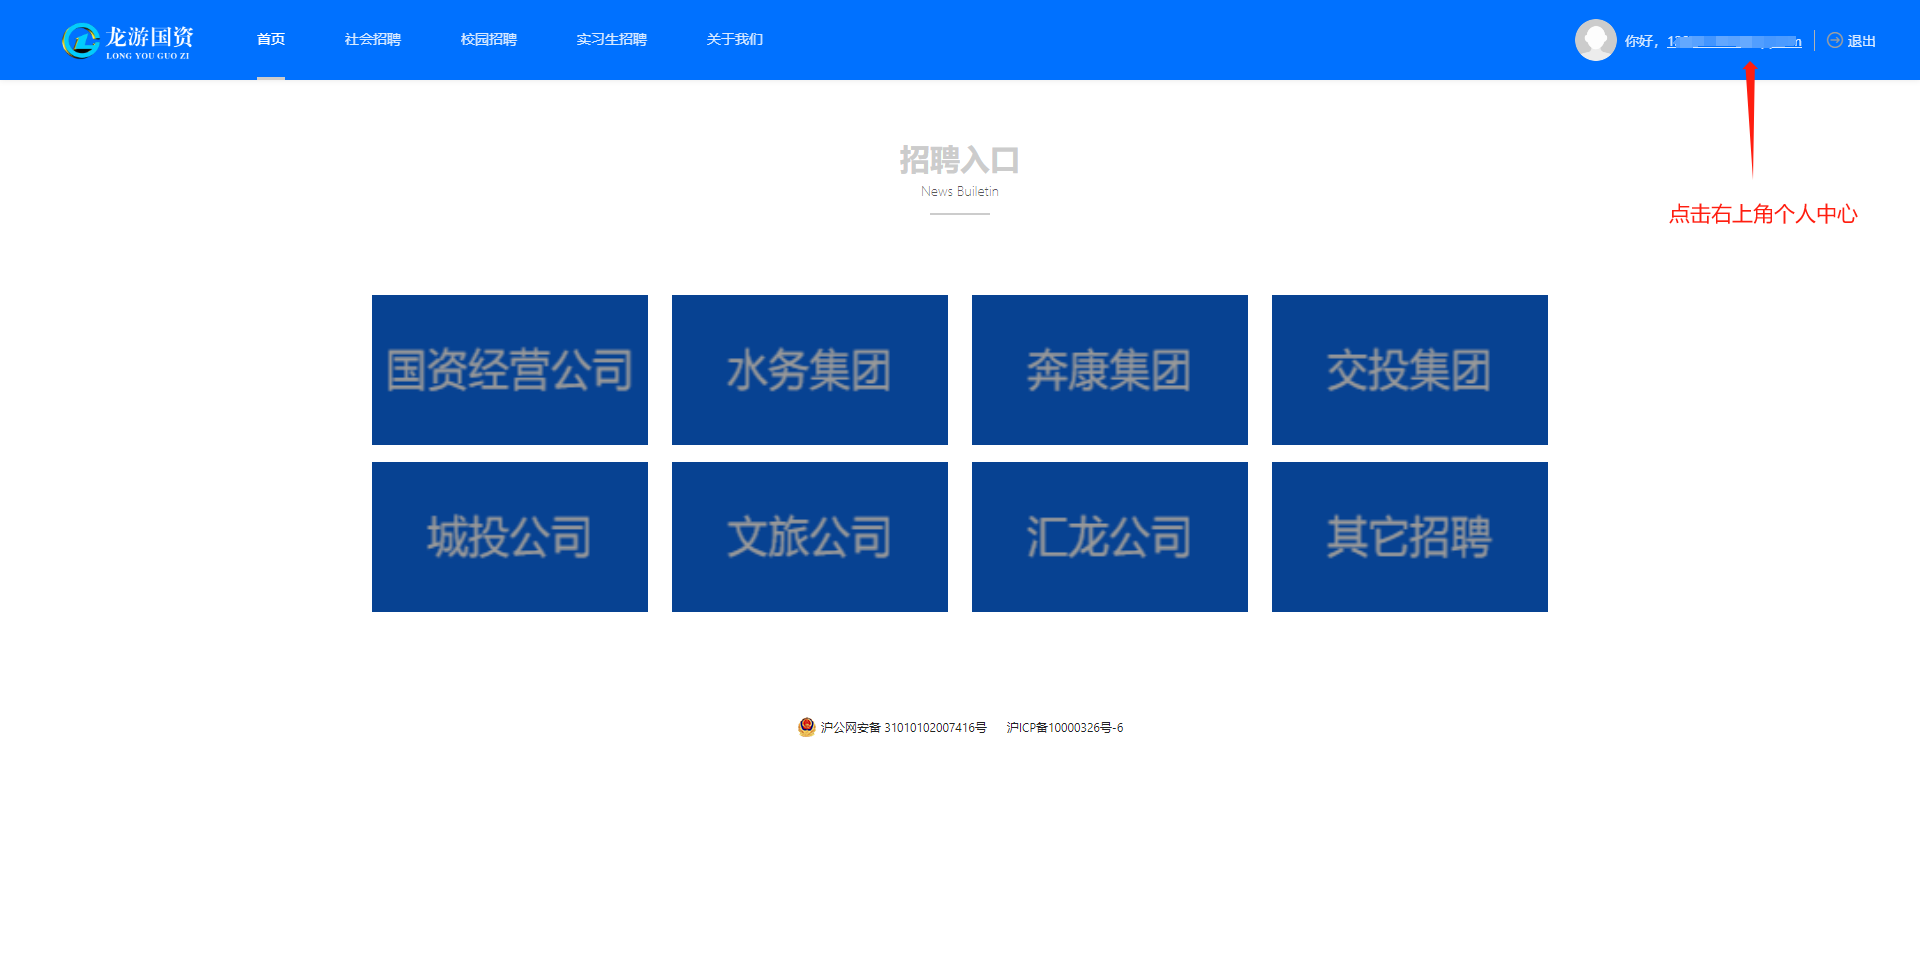 龙游国资
LONG YOU GUO ZI
首页 社会招聘 校园招聘 实习生招聘 关于我们
你好，
退出
点击右上角个人中心
招聘入口
News Builetin
国资经营公司 水务集团 奔康集团 交投集团
城投公司 文旅公司 汇龙公司 其它招聘
沪公网安备 31010102007416号 沪ICP备10000326号-6